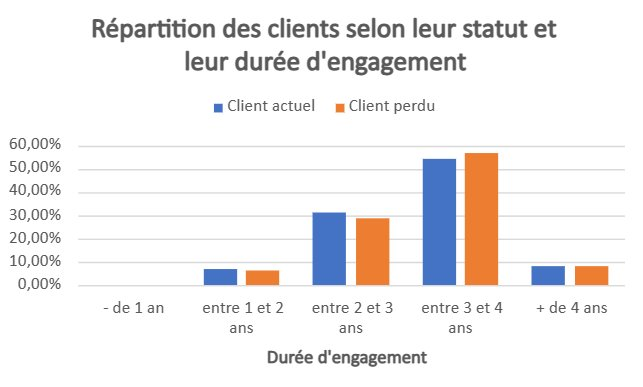 Répartition des clients selon leur statut et
leur durée d'engagement
Client actuel Client perdu
60,00%
50,00%
40,00%
30,00%
20,00%
10,00%
0,00%
- de 1 an entre 1 et 2 entre 2 et 3 entre 3 et 4 + de 4 ans
ans ans ans
Durée d'engagement